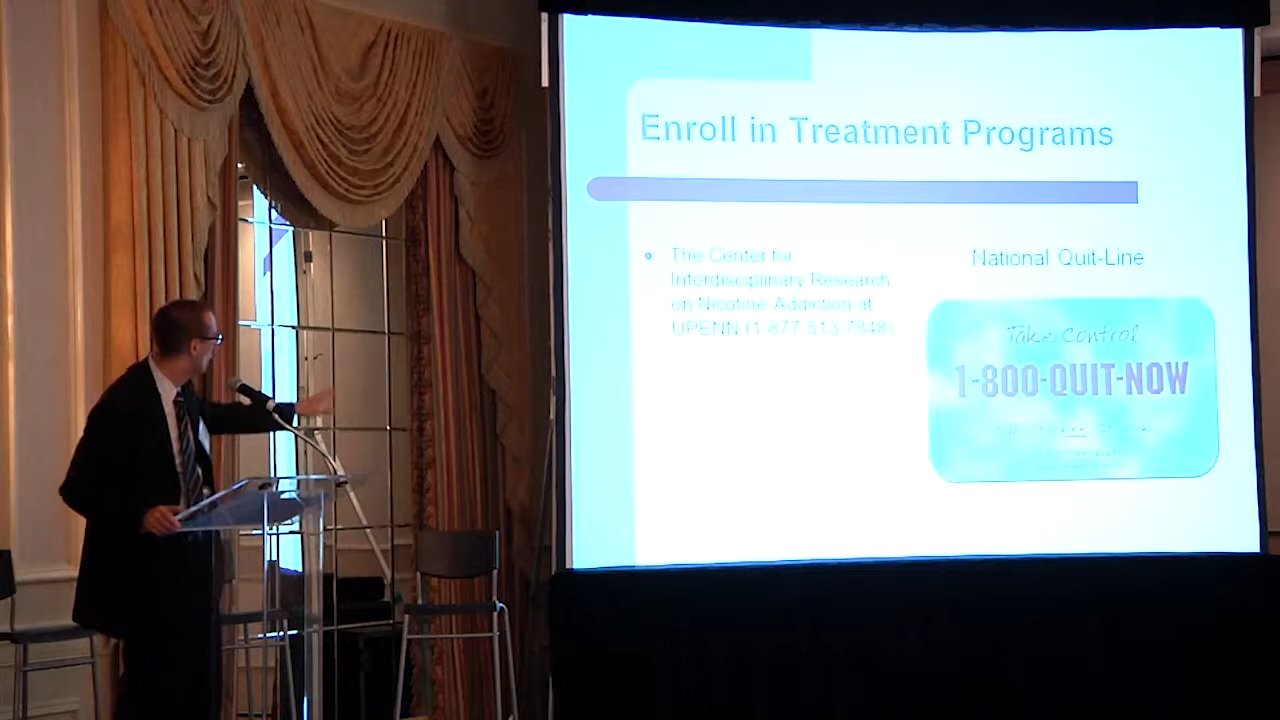 Enroll in Treatment Programs
The Center for
Interdisciplinary Research
on Nicotine Addiction at
UPENN (1-877-513-7848)
National Quit-Line
Take Control
1-800-QUIT-NOW